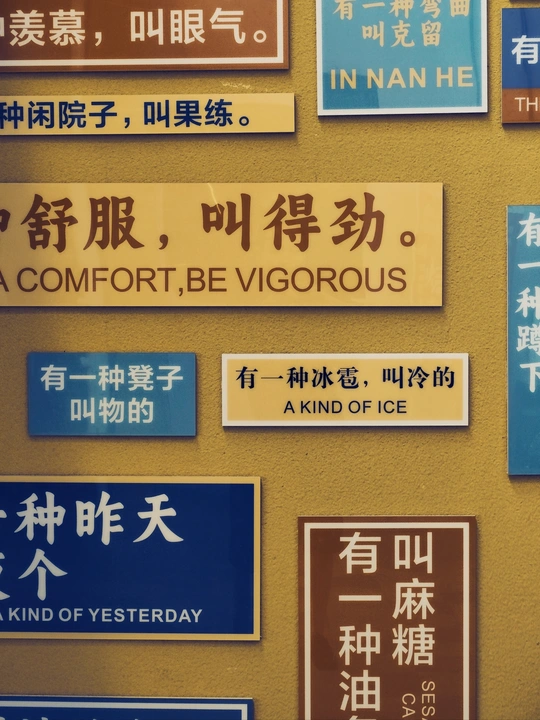 羡慕，叫眼气。
有一种弯曲
叫克留
IN NAN HE
有
TH
种闲院子，叫果练。
舒服，叫得劲。
A COMFORT,BE VIGOROUS
有一种蹲
下
有一种凳子
叫物的
有一种冰雹，叫冷的
A KIND OF ICE
种昨天
个
A KIND OF YESTERDAY
有一种油
叫麻糖
SES
CA